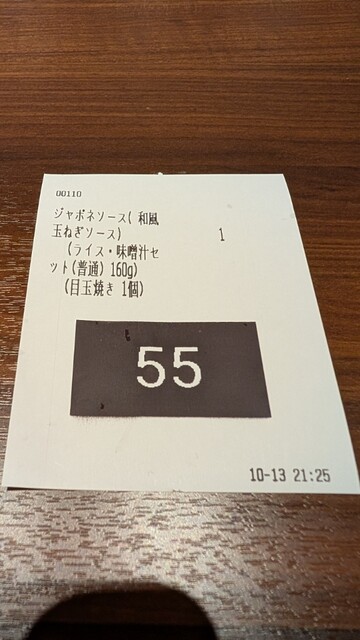 00110
ジャポネソース(和風
玉ねぎソース) 1
(ライス・味噌汁セ
ット(普通)160g)
(目玉焼き 1個)
55
10-13 21:25